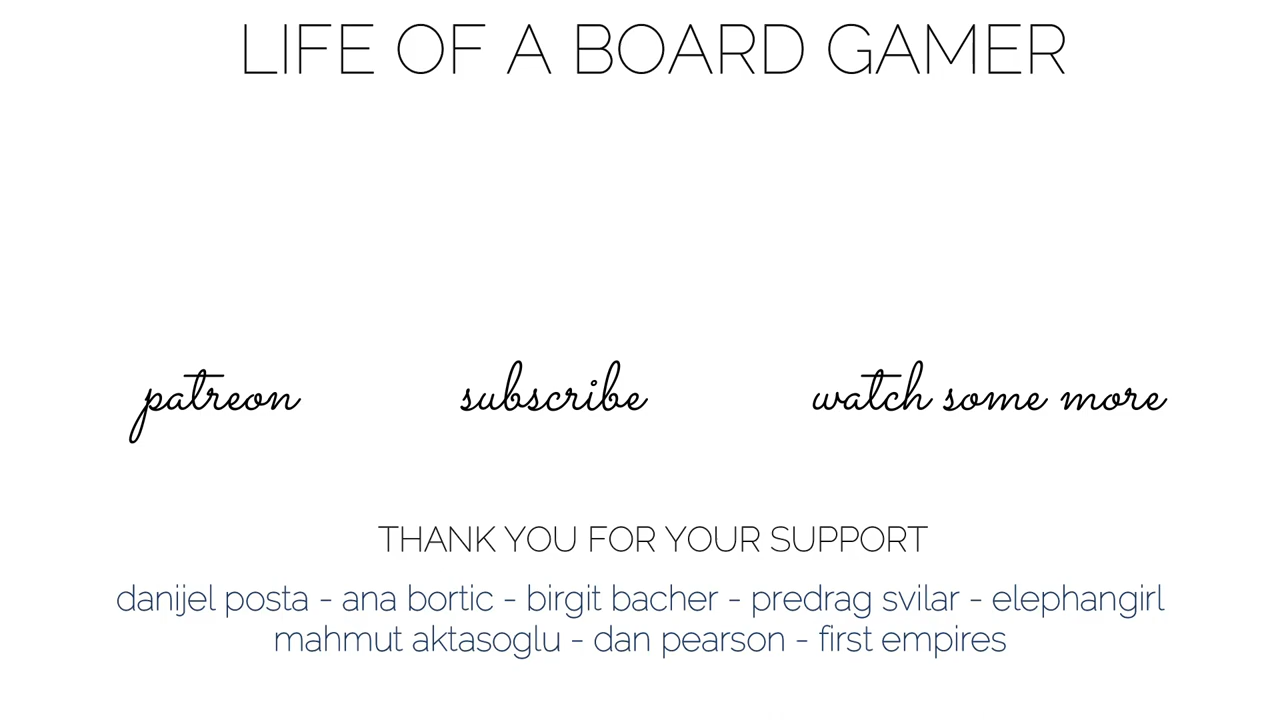 LIFE OF A BOARD GAMER
patreon subscribe watch some more
THANK YOU FOR YOUR SUPPORT
danijel posta - ana bortic - birgit bacher - predrag svilar - elephangirl
mahmut aktasoglu - dan pearson - first empires